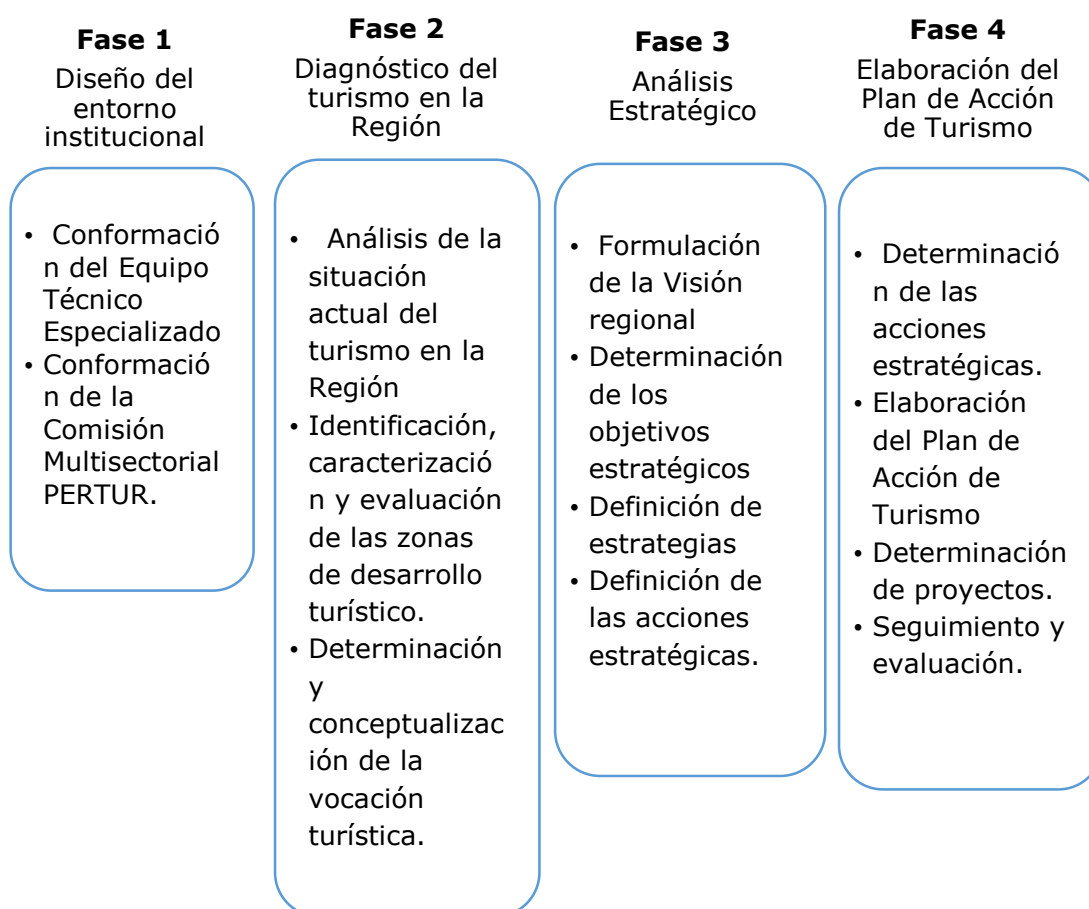 Fase 1
Diseño del
entorno
institucional
• Conformació
n del Equipo
Técnico
Especializado
• Conformació
n de la
Comisión
Multisectorial
PERTUR.
Fase 2
Diagnóstico del
turismo en la
Región
• Análisis de la
situación
actual del
turismo en la
Región
• Identificación,
caracterizació
n y evaluación
de las zonas
de desarrollo
turístico.
• Determinación
y
conceptualizac
ión de la
vocación
turística.
Fase 3
Análisis
Estratégico
• Formulación
de la Visión
regional
• Determinación
de los
objetivos
estratégicos
• Definición de
estrategias
• Definición de
las acciones
estratégicas.
Fase 4
Elaboración del
Plan de Acción
de Turismo
• Determinació
n de las
acciones
estratégicas.
• Elaboración
del Plan de
Acción de
Turismo
• Determinación
de proyectos.
• Seguimiento y
evaluación.